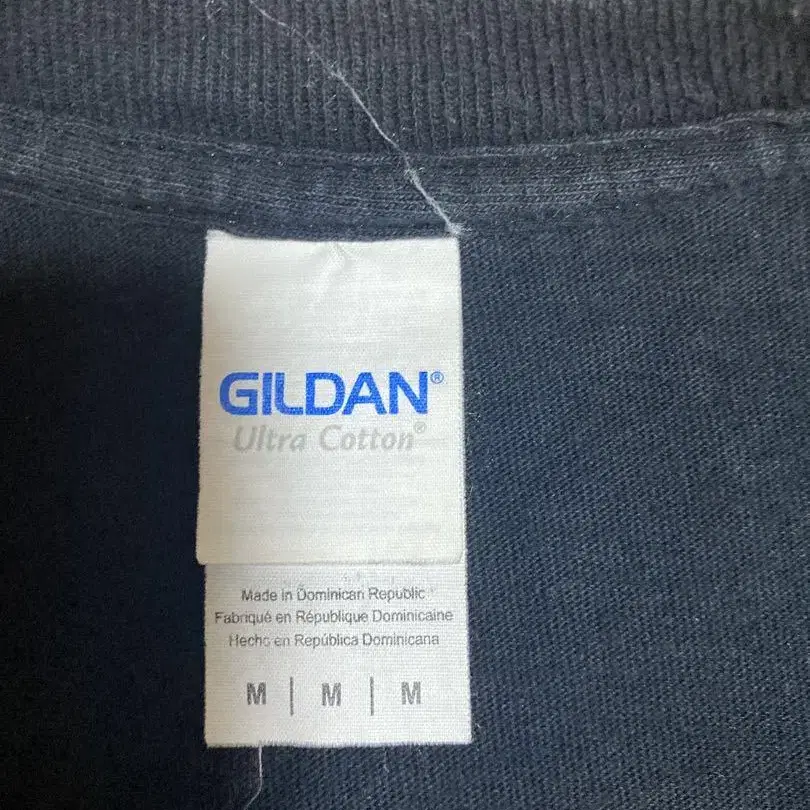 GILDAN®
Ultra Cotton®
Made in Dominican Republic
Fabriqué en République Dominicaine
Hecho en República Dominicana
M | M | M